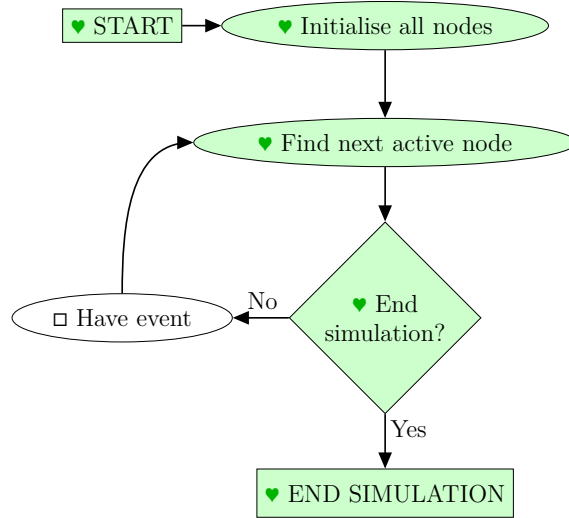 ♥ START
♥ Initialise all nodes
♥ Find next active node
♥ End
simulation?
No
□ Have event
Yes
♥ END SIMULATION